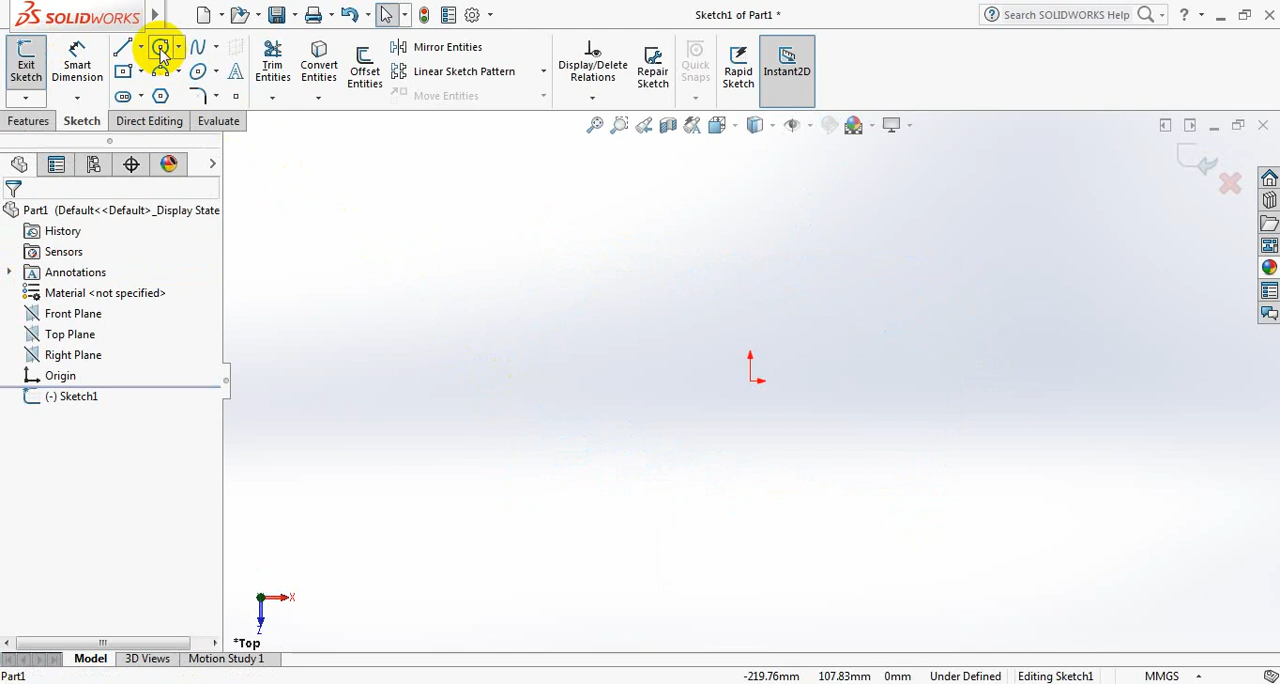 SOLIDWORKS
Sketch1 of Part1 *
Search SOLIDWORKS Help
?
Exit Sketch
Smart Dimension
Trim Entities
Convert Entities
Offset Entities
Mirror Entities
Linear Sketch Pattern
Move Entities
Display/Delete Relations
Repair Sketch
Quick Snaps
Rapid Sketch
Instant2D
Features
Sketch
Direct Editing
Evaluate
Part1 (Default<<Default>_Display State
History
Sensors
Annotations
Material <not specified>
Front Plane
Top Plane
Right Plane
Origin
(-) Sketch1
X
Z
*Top
Model
3D Views
Motion Study 1
Part1
-219.76mm
107.83mm
0mm
Under Defined
Editing Sketch1
MMGS